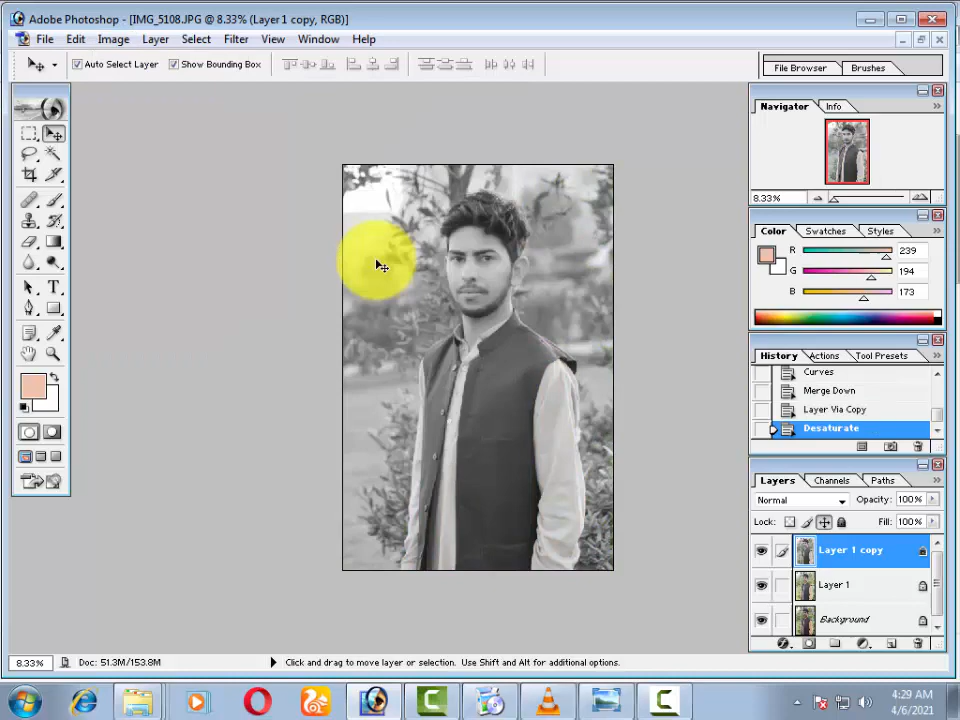 Adobe Photoshop - [IMG_5108.JPG @ 8.33% (Layer 1 copy, RGB)]
File Edit Image Layer Select Filter View Window Help
Auto Select Layer Show Bounding Box
File Browser Brushes
Navigator Info
8.33%
Color Swatches Styles
R 239
G 194
B 173
History Actions Tool Presets
Curves
Merge Down
Layer Via Copy
Desaturate
Layers Channels Paths
Normal Opacity: 100%
Lock: Fill: 100%
Layer 1 copy
Layer 1
Background
8.33% Doc: 51.3M/153.8M Click and drag to move layer or selection. Use Shift and Alt for additional options.
4:29 AM
4/6/2021